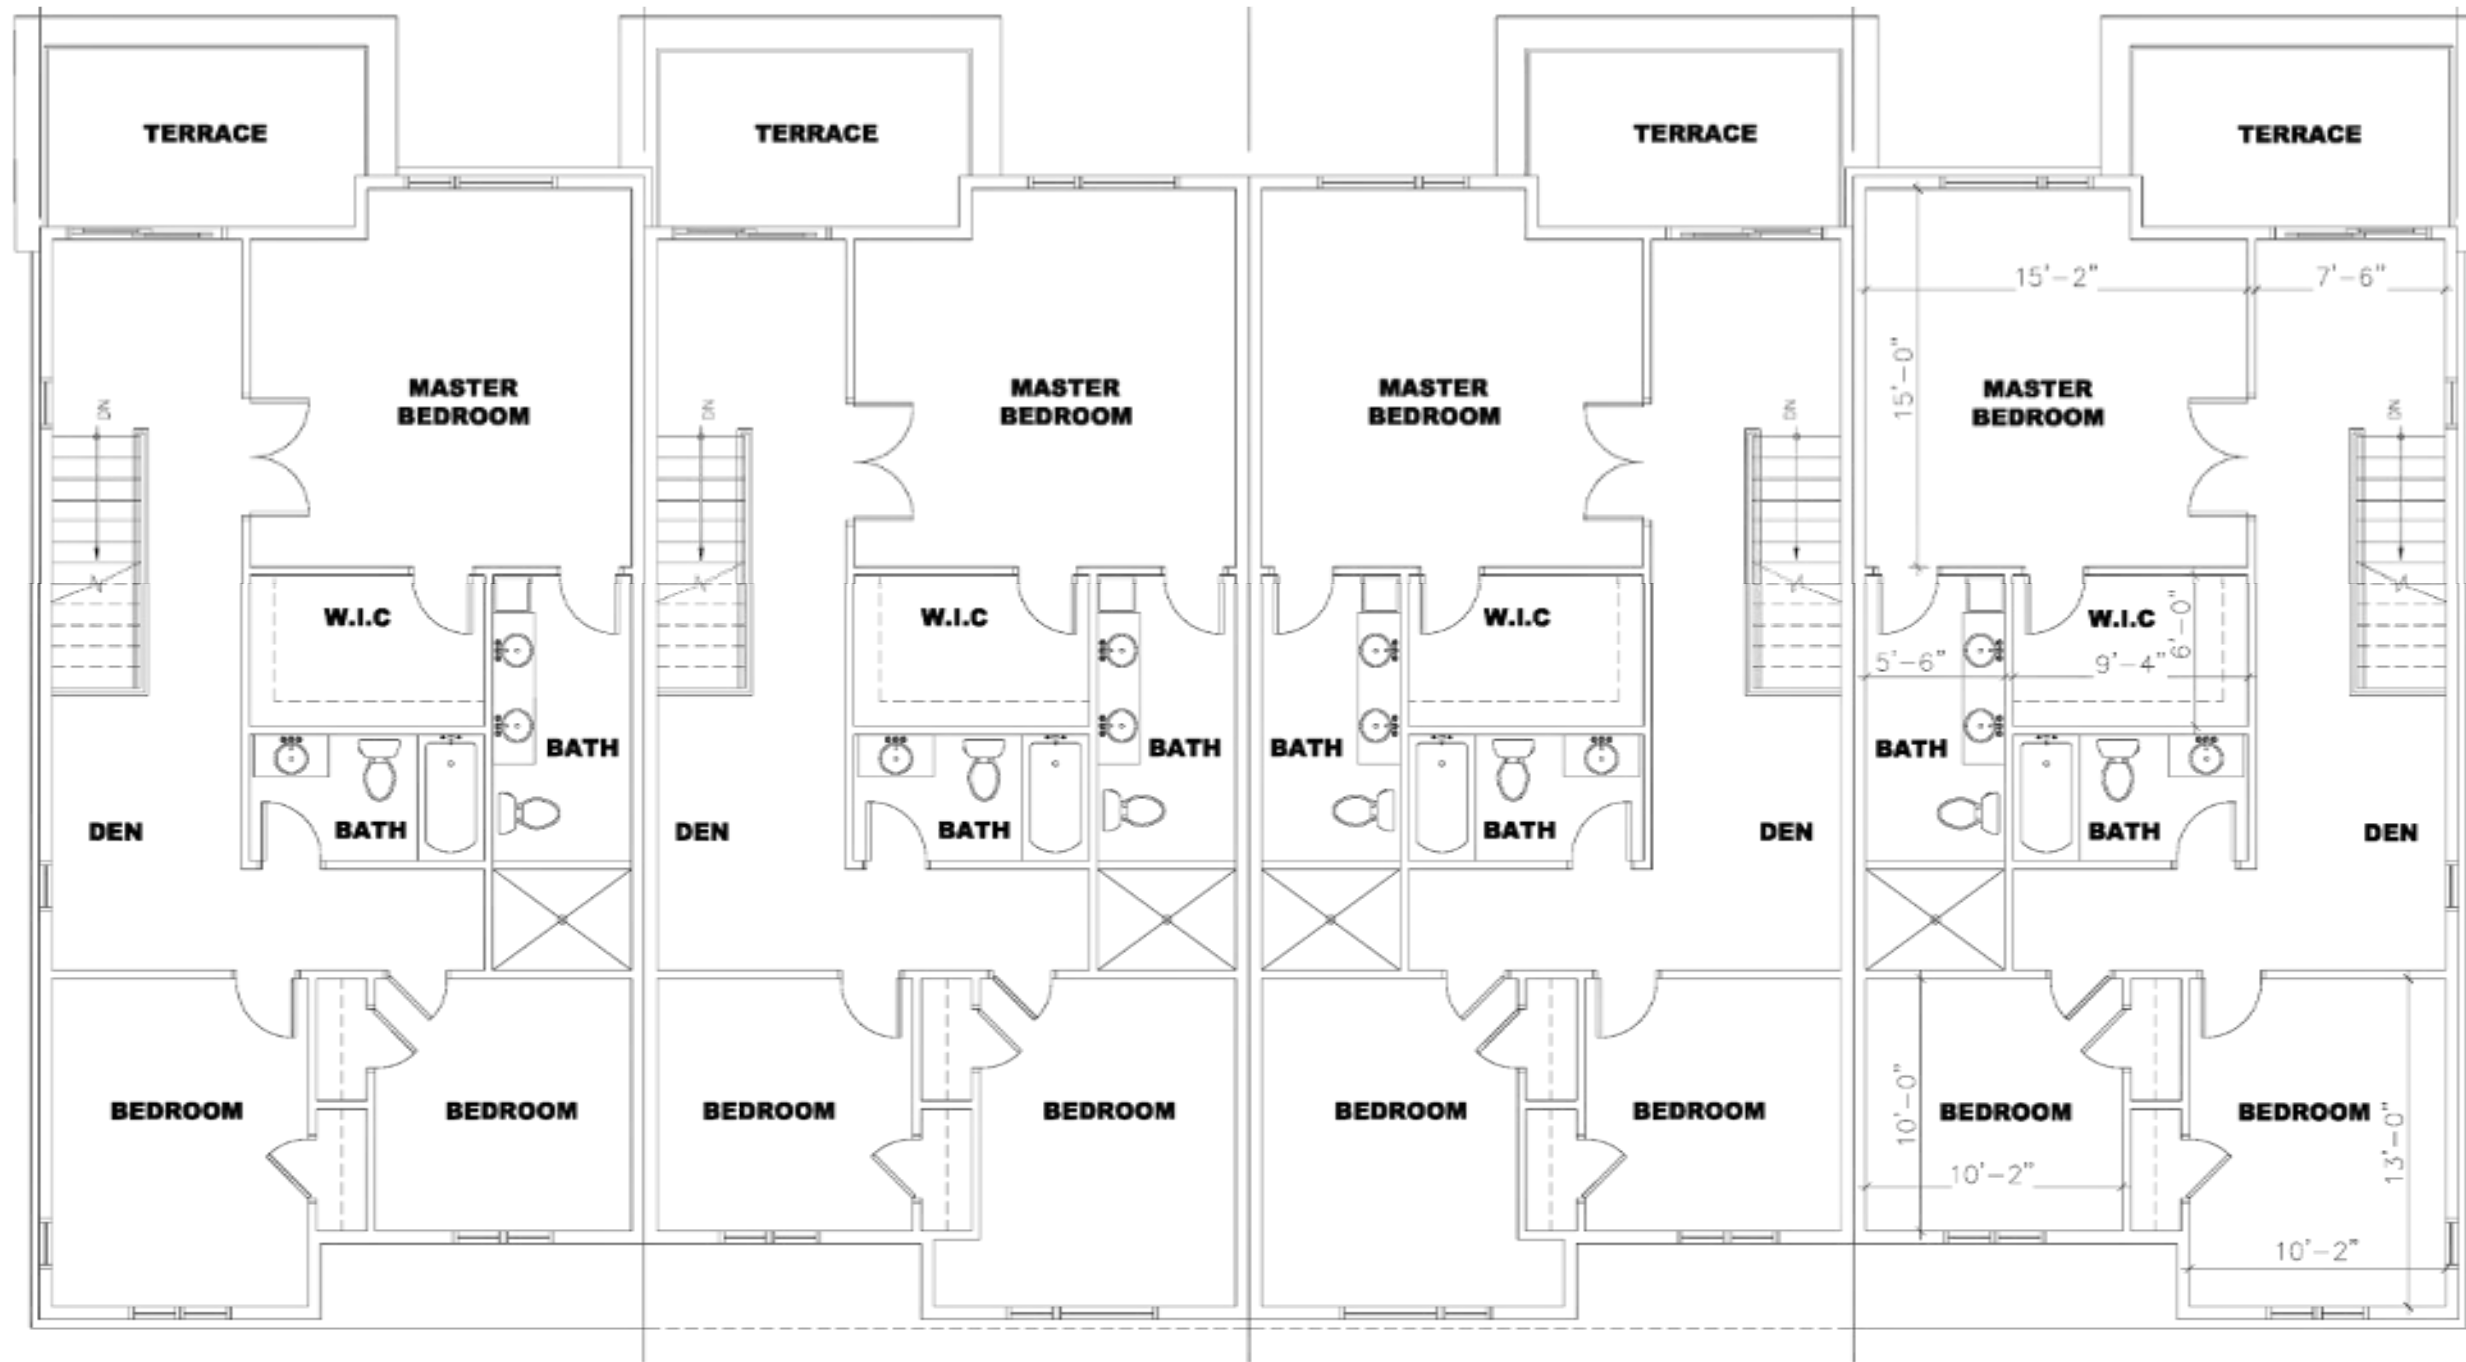 TERRACE
TERRACE
TERRACE
TERRACE
15'-2"
7'-6"
15'-0"
MASTER
BEDROOM
MASTER
BEDROOM
MASTER
BEDROOM
MASTER
BEDROOM
DN
DN
DN
DN
W.I.C
W.I.C
W.I.C
W.I.C
6'-0"
5'-6"
9'-4"
BATH
BATH
BATH
BATH
DEN
BATH
DEN
BATH
BATH
DEN
BATH
DEN
BEDROOM
BEDROOM
BEDROOM
BEDROOM
BEDROOM
BEDROOM
BEDROOM
BEDROOM
10'-0"
13'-0"
10'-2"
10'-2"